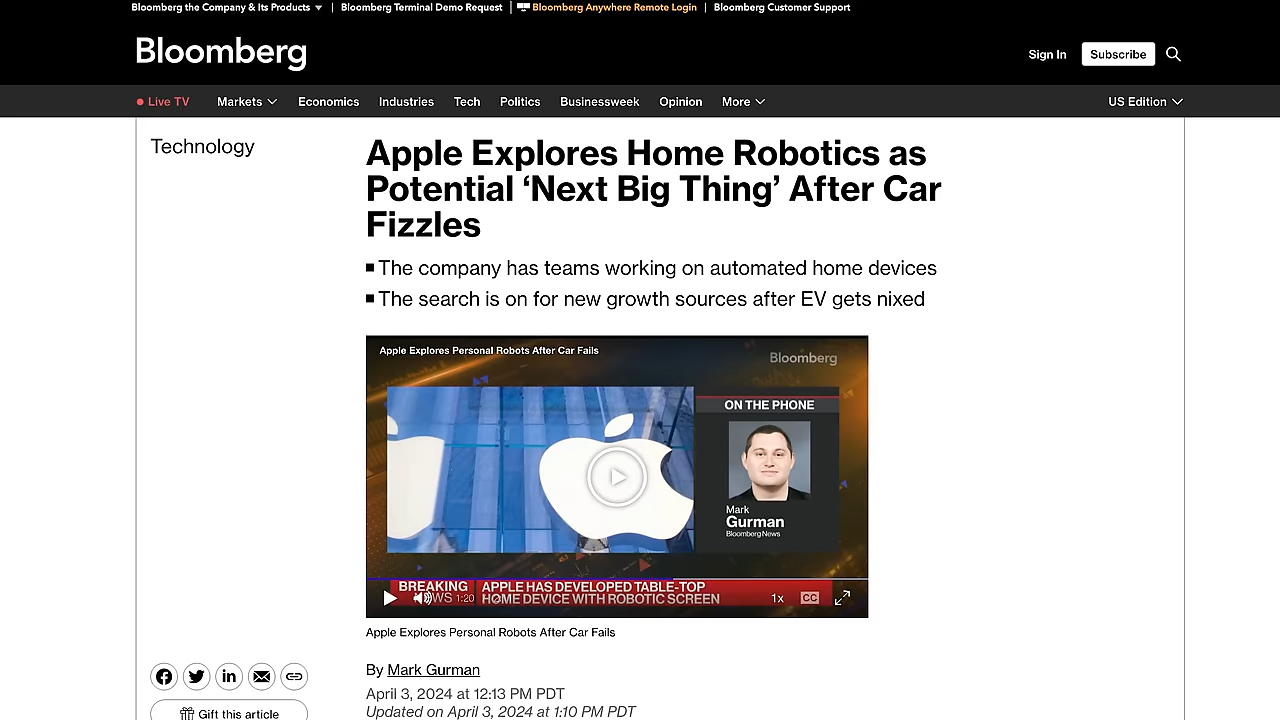 Bloomberg the Company & Its Products
Bloomberg Terminal Demo Request
Bloomberg Anywhere Remote Login
Bloomberg Customer Support
Bloomberg
Sign In
Subscribe
Live TV
Markets
Economics
Industries
Tech
Politics
Businessweek
Opinion
More
US Edition
Technology
Apple Explores Home Robotics as
Potential ‘Next Big Thing’ After Car
Fizzles
The company has teams working on automated home devices
The search is on for new growth sources after EV gets nixed
Apple Explores Personal Robots After Car Fails
Bloomberg
ON THE PHONE
Mark
Gurman
Bloomberg News
BREAKING
NEWS 1:20
APPLE HAS DEVELOPED TABLE-TOP
HOME DEVICE WITH ROBOTIC SCREEN
1x
CC
Apple Explores Personal Robots After Car Fails
By Mark Gurman
April 3, 2024 at 12:13 PM PDT
Updated on April 3, 2024 at 1:10 PM PDT
Gift this article